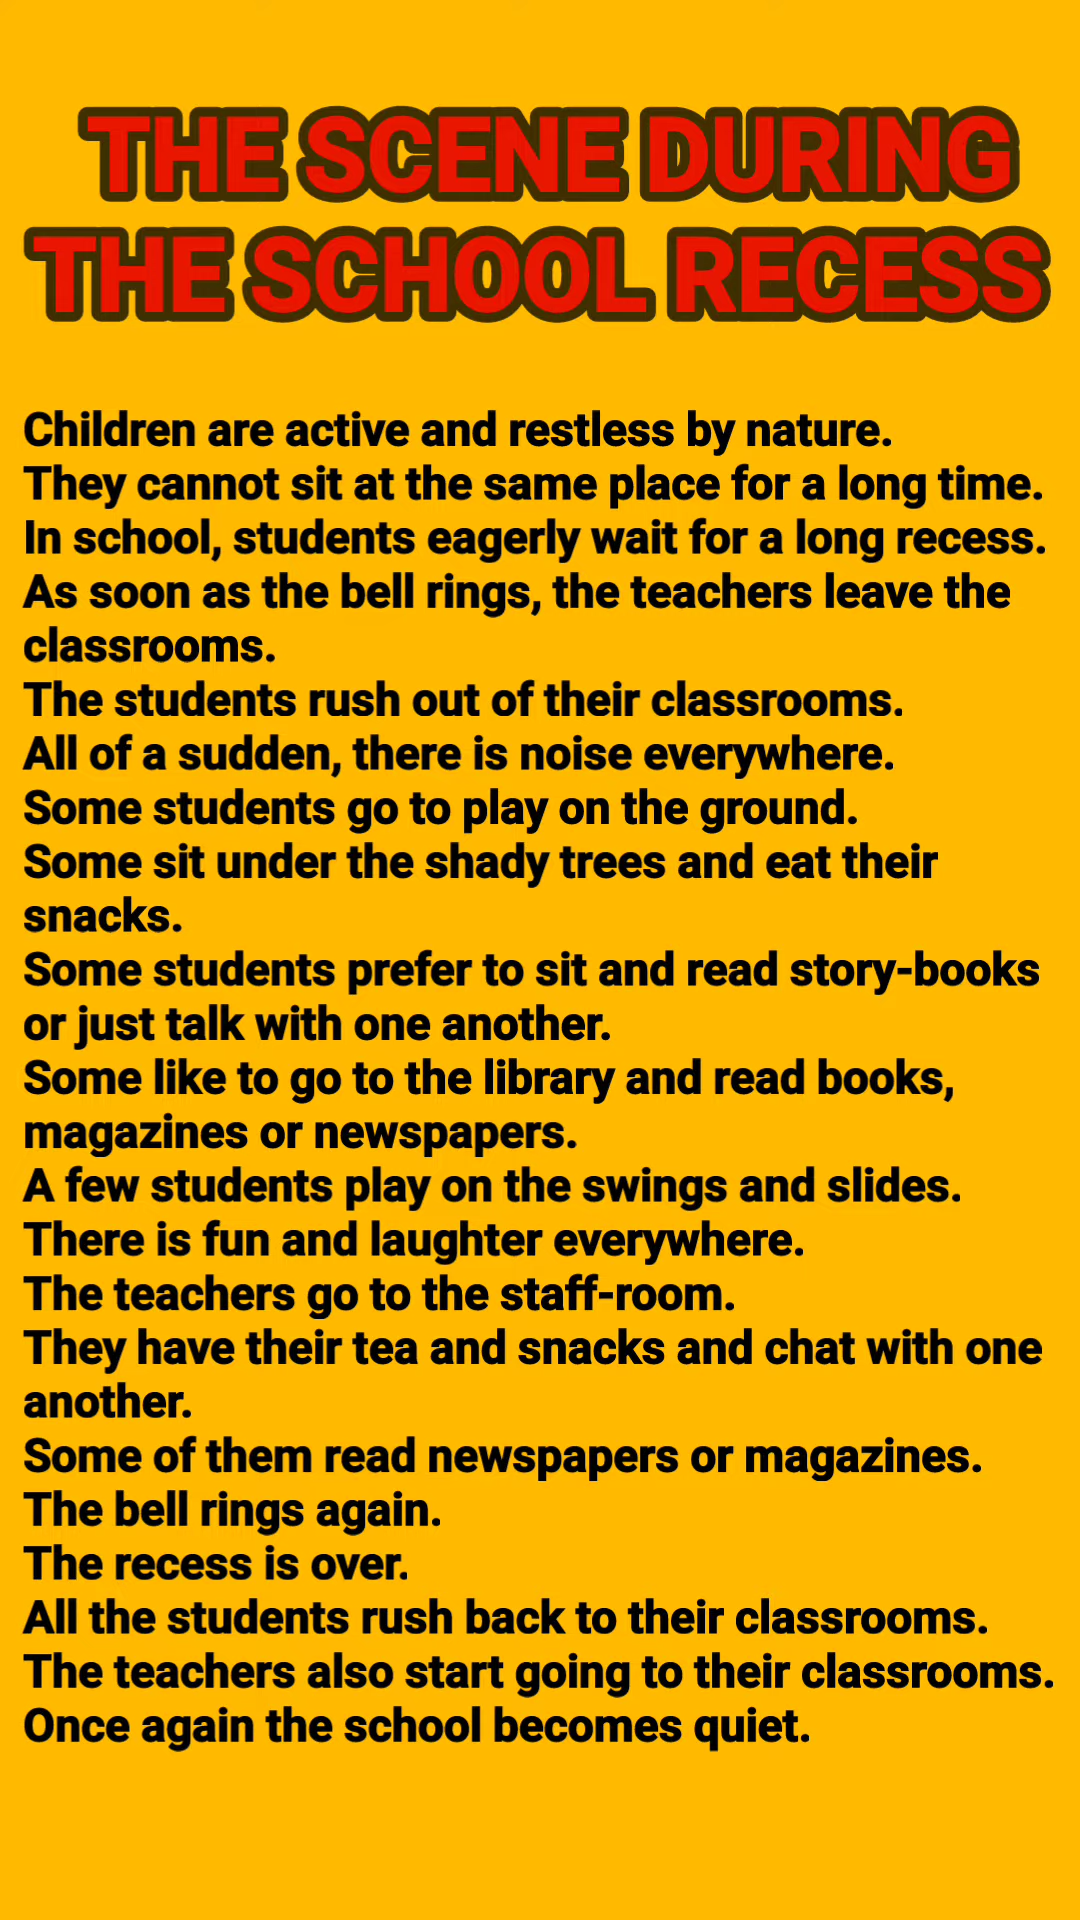 THE SCENE DURING
THE SCHOOL RECESS
Children are active and restless by nature.
They cannot sit at the same place for a long time.
In school, students eagerly wait for a long recess.
As soon as the bell rings, the teachers leave the
classrooms.
The students rush out of their classrooms.
All of a sudden, there is noise everywhere.
Some students go to play on the ground.
Some sit under the shady trees and eat their
snacks.
Some students prefer to sit and read story-books
or just talk with one another.
Some like to go to the library and read books,
magazines or newspapers.
A few students play on the swings and slides.
There is fun and laughter everywhere.
The teachers go to the staff-room.
They have their tea and snacks and chat with one
another.
Some of them read newspapers or magazines.
The bell rings again.
The recess is over.
All the students rush back to their classrooms.
The teachers also start going to their classrooms.
Once again the school becomes quiet.